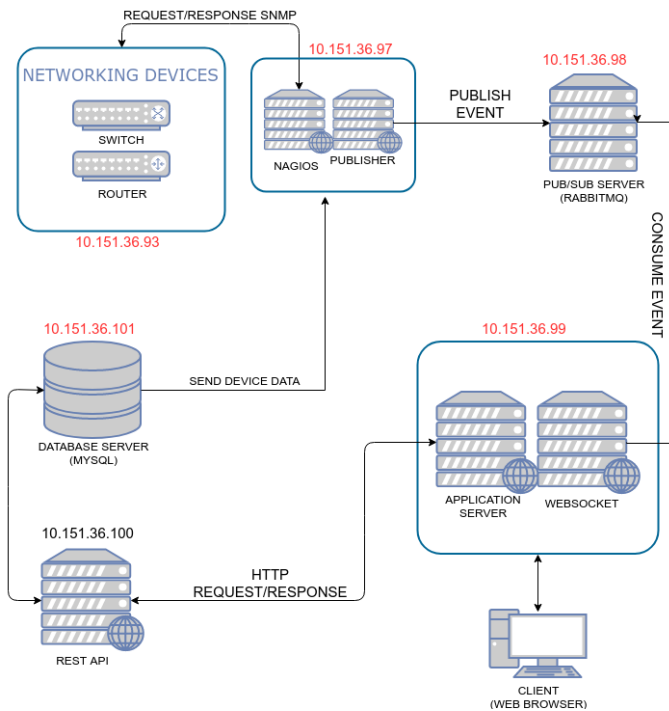 REQUEST/RESPONSE SNMP
10.151.36.97
10.151.36.98
NETWORKING DEVICES
SWITCH
ROUTER
10.151.36.93
NAGIOS
PUBLISHER
PUBLISH
EVENT
PUB/SUB SERVER
(RABBITMQ)
CONSUME EVENT
10.151.36.101
DATABASE SERVER
(MYSQL)
SEND DEVICE DATA
10.151.36.99
APPLICATION
SERVER
WEBSOCKET
10.151.36.100
REST API
HTTP
REQUEST/RESPONSE
CLIENT
(WEB BROWSER)